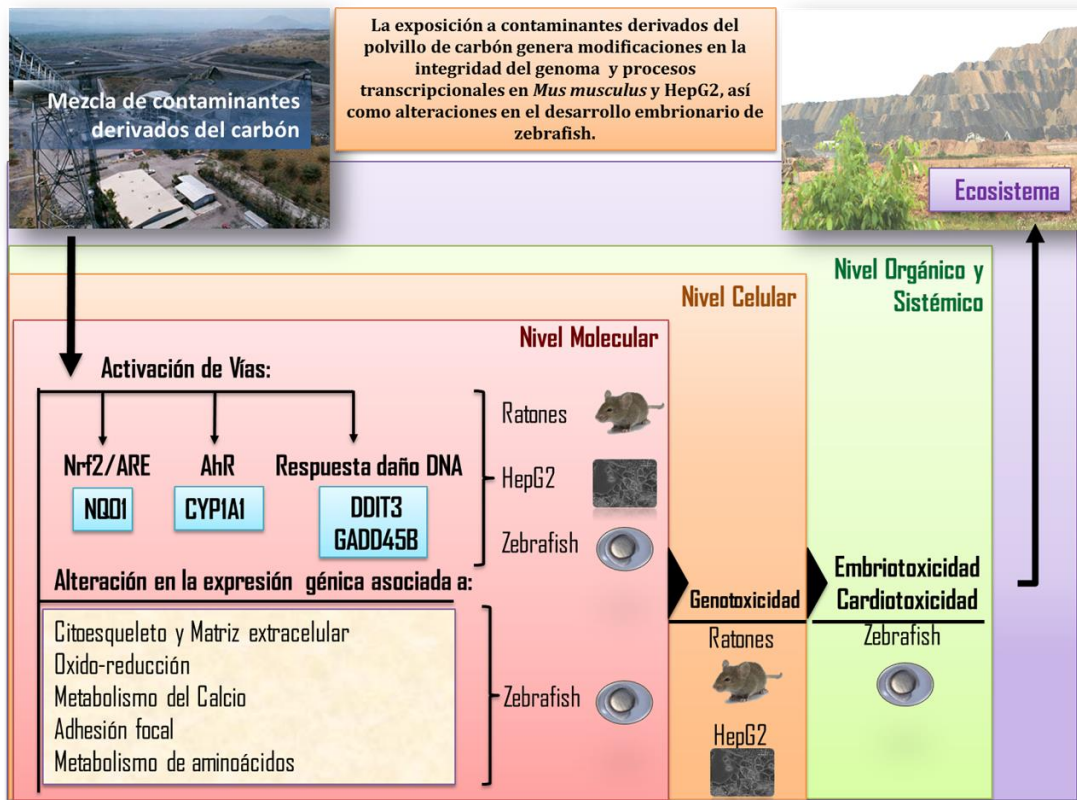 Mezcla de contaminantes
derivados del carbón
La exposición a contaminantes derivados del
polvillo de carbón genera modificaciones en la
integridad del genoma y procesos
transcripcionales en Mus musculus y HepG2, así
como alteraciones en el desarrollo embrionario de
zebrafish.
Ecosistema
Nivel Orgánico y
Sistémico
Nivel Celular
Nivel Molecular
Activación de Vías:
Nrf2/ARE
NQO1
AhR
CYP1A1
Respuesta daño DNA
DDIT3
GADD45B
Ratones
HepG2
Zebrafish
Alteración en la expresión génica asociada a:
Citoesqueleto y Matriz extracelular
Oxido-reducción
Metabolismo del Calcio
Adhesión focal
Metabolismo de aminoácidos
Zebrafish
Genotoxicidad
Ratones
HepG2
Embriotoxicidad
Cardiotoxicidad
Zebrafish